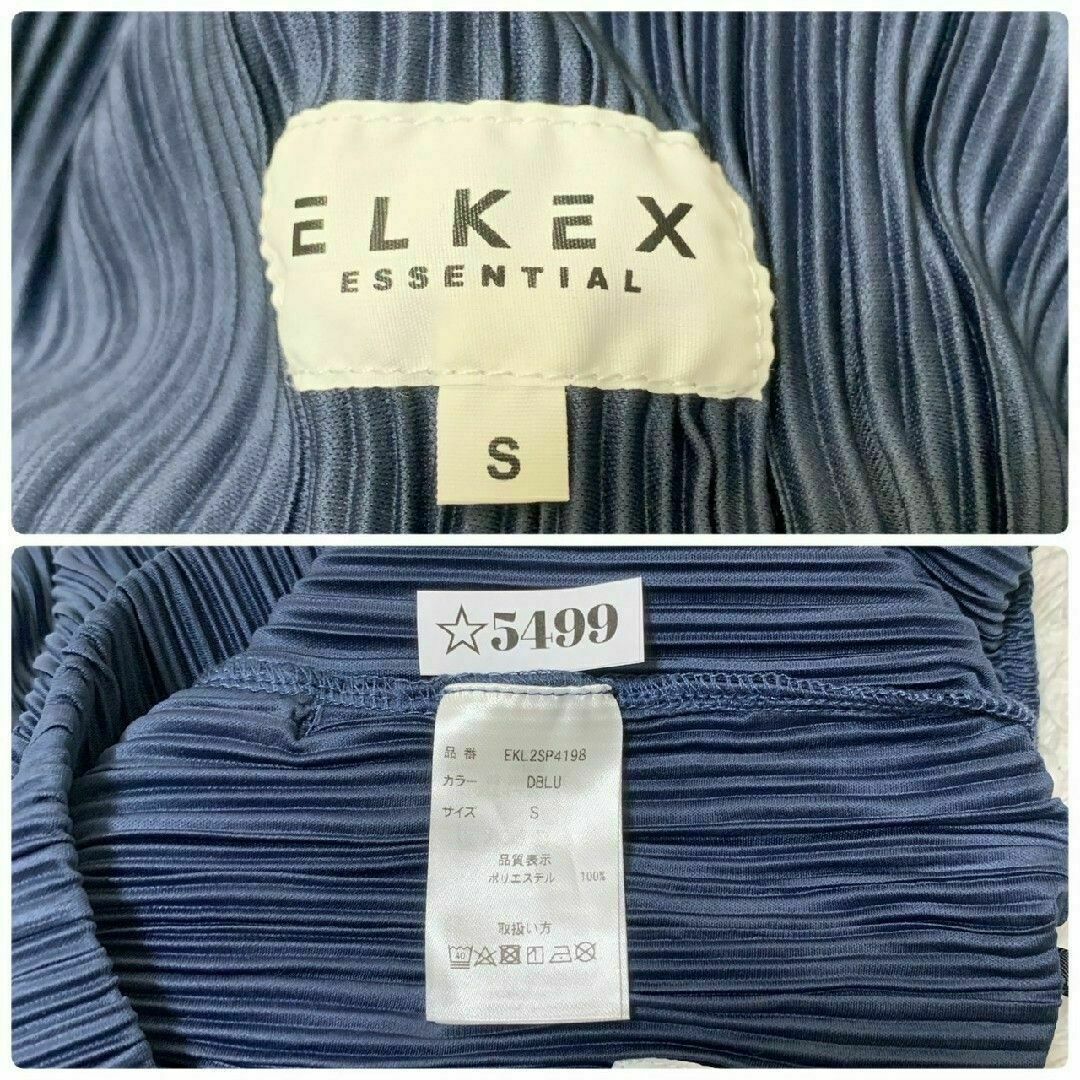 ELKEX
ESSENTIAL
S
☆5499
品番 EKL2SP4198
カラー DBLU
サイズ S
品質表示
ポリエステル 100%
取扱い方
40